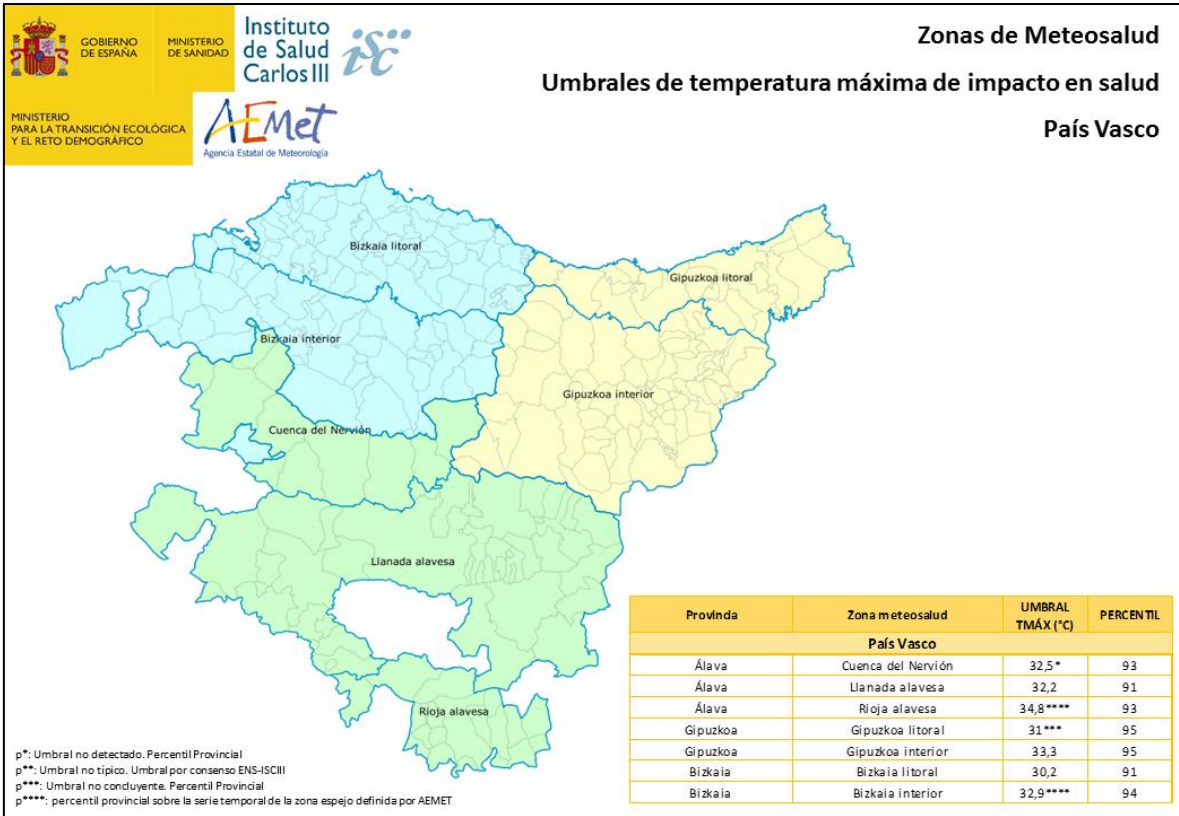 GOBIERNO
DE ESPAÑA
MINISTERIO
DE SANIDAD
Instituto
de Salud
Carlos III
isc
MINISTERIO
PARA LA TRANSICIÓN ECOLÓGICA
Y EL RETO DEMOGRÁFICO
AEMet
Agencia Estatal de Meteorología
Zonas de Meteosalud
Umbrales de temperatura máxima de impacto en salud
País Vasco
Bizkaia litoral
Gipuzkoa litoral
Bizkaia interior
Gipuzkoa interior
Cuenca del Nervión
Llanada alavesa
Rioja alavesa
Provincia Zona meteosalud UMBRAL TMÁX (°C) PERCENTIL
País Vasco
Álava Cuenca del Nervión 32,5* 93
Álava Llanada alavesa 32,2 91
Álava Rioja alavesa 34,8**** 93
Gipuzkoa Gipuzkoa litoral 31*** 95
Gipuzkoa Gipuzkoa interior 33,3 95
Bizkaia Bizkaia litoral 30,2 91
Bizkaia Bizkaia interior 32,9**** 94
p*: Umbral no detectado. Percentil Provincial
p**: Umbral no típico. Umbral por consenso ENS-ISCIII
p***: Umbral no concluyente. Percentil Provincial
p****: percentil provincial sobre la serie temporal de la zona espejo definida por AEMET